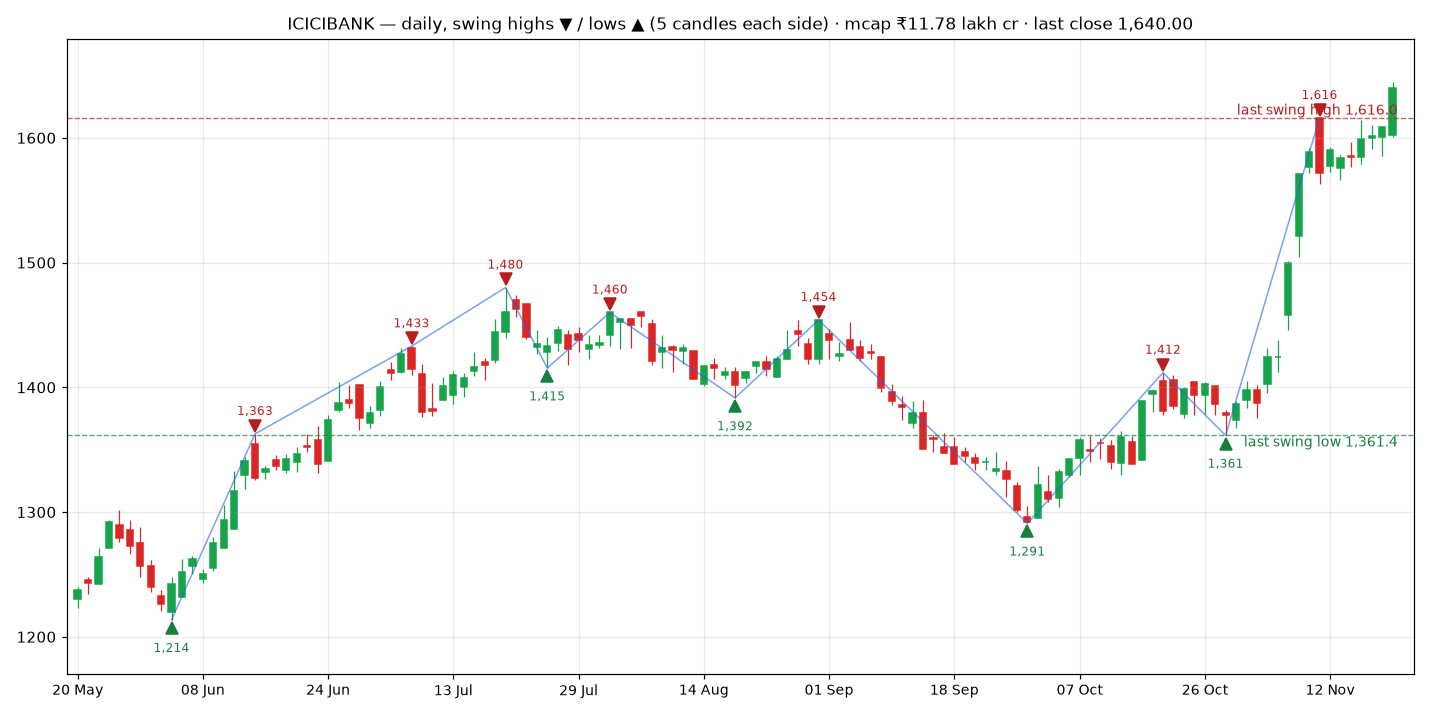 ICICIBANK — daily, swing highs ▼ / lows ▲ (5 candles each side) · mcap ₹11.78 lakh cr · last close 1,640.00
1,616
last swing high 1,616.0
1,480
1,460
1,454
1,433
1,412
1,363
1,415
1,392
last swing low 1,361.4
1,361
1,291
1,214
1600
1500
1400
1300
1200
20 May
08 Jun
24 Jun
13 Jul
29 Jul
14 Aug
01 Sep
18 Sep
07 Oct
26 Oct
12 Nov